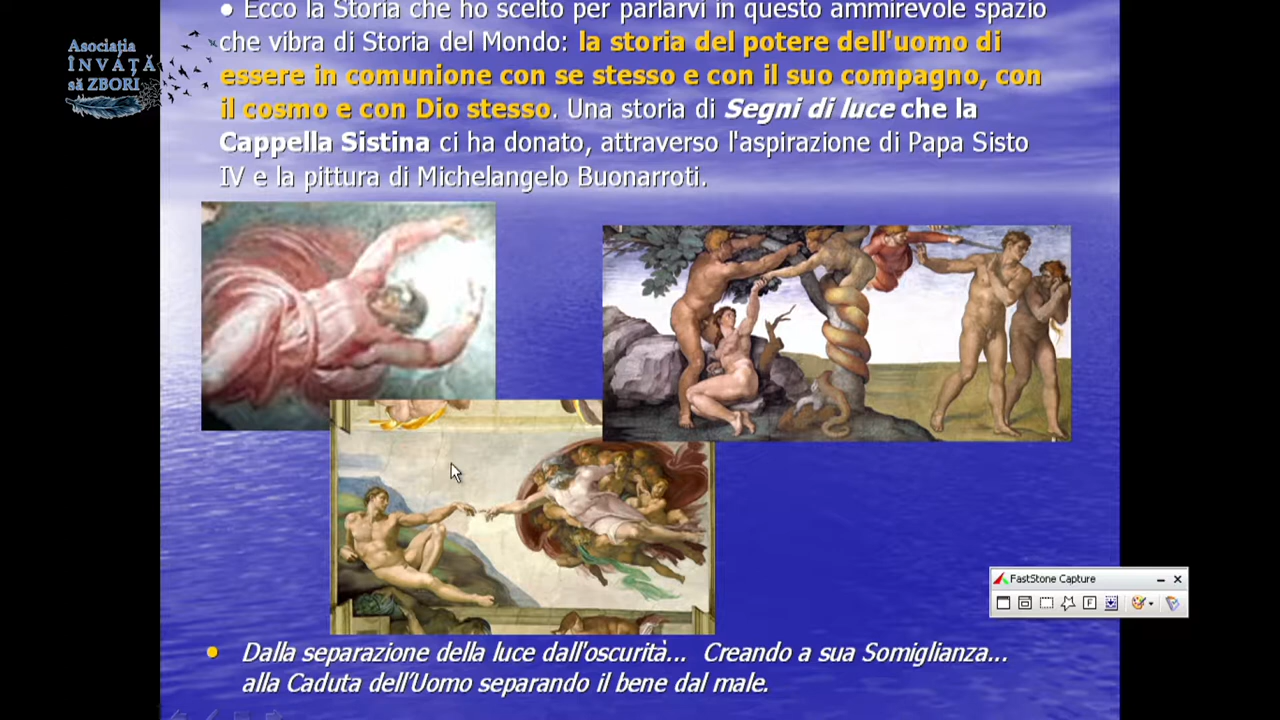 Asociația
ÎNVAȚĂ
să ZBORI
● Ecco la Storia che ho scelto per parlarvi in questo ammirevole spazio
che vibra di Storia del Mondo: la storia del potere dell'uomo di
essere in comunione con se stesso e con il suo compagno, con
il cosmo e con Dio stesso. Una storia di Segni di luce che la
Cappella Sistina ci ha donato, attraverso l'aspirazione di Papa Sisto
IV e la pittura di Michelangelo Buonarroti.
FastStone Capture
F
● Dalla separazione della luce dall'oscurità... Creando a sua Somiglianza...
alla Caduta dell'Uomo separando il bene dal male.